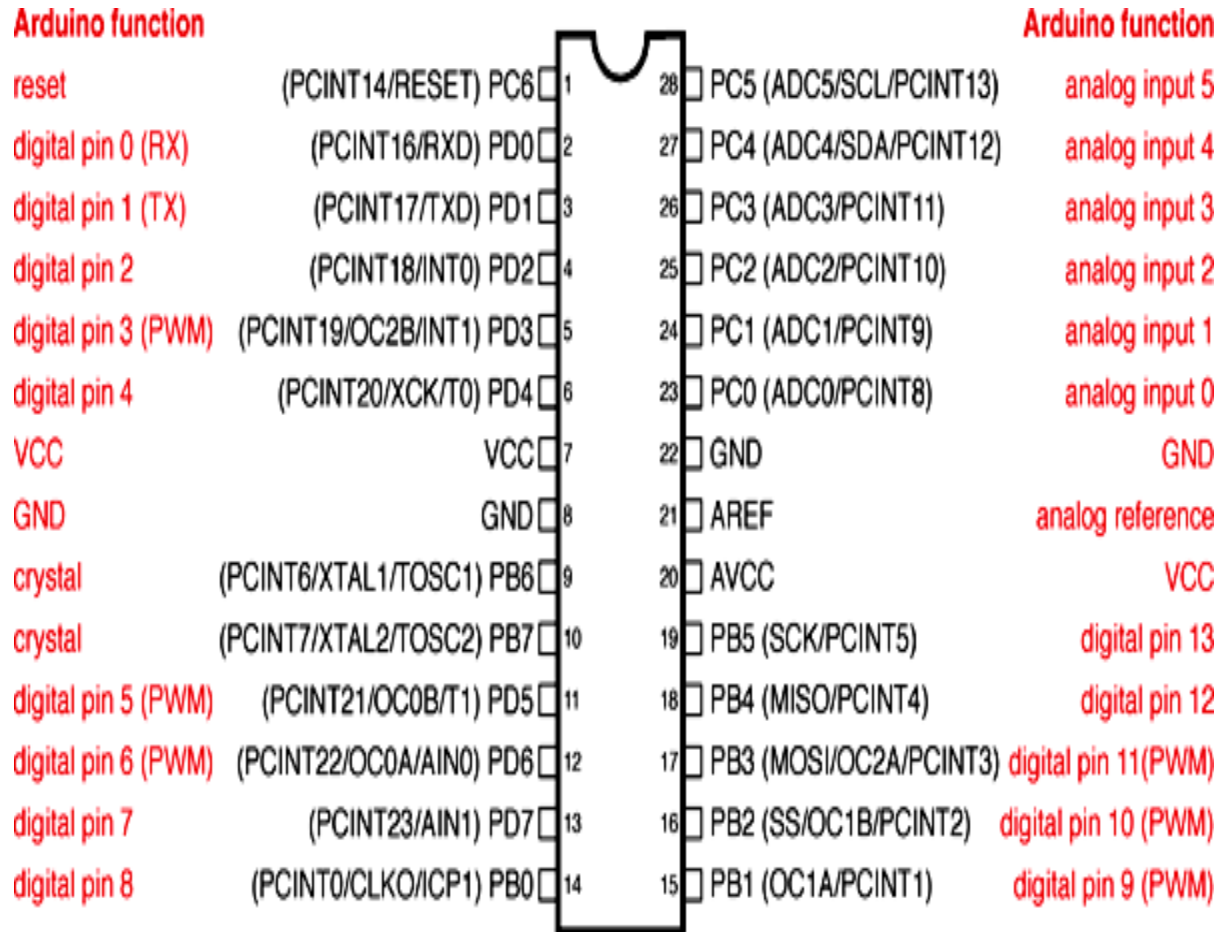 Arduino function Arduino function
reset (PCINT14/RESET) PC6 1 28 PC5 (ADC5/SCL/PCINT13) analog input 5
digital pin 0 (RX) (PCINT16/RXD) PD0 2 27 PC4 (ADC4/SDA/PCINT12) analog input 4
digital pin 1 (TX) (PCINT17/TXD) PD1 3 26 PC3 (ADC3/PCINT11) analog input 3
digital pin 2 (PCINT18/INT0) PD2 4 25 PC2 (ADC2/PCINT10) analog input 2
digital pin 3 (PWM) (PCINT19/OC2B/INT1) PD3 5 24 PC1 (ADC1/PCINT9) analog input 1
digital pin 4 (PCINT20/XCK/T0) PD4 6 23 PC0 (ADC0/PCINT8) analog input 0
VCC VCC 7 22 GND GND
GND GND 8 21 AREF analog reference
crystal (PCINT6/XTAL1/TOSC1) PB6 9 20 AVCC VCC
crystal (PCINT7/XTAL2/TOSC2) PB7 10 19 PB5 (SCK/PCINT5) digital pin 13
digital pin 5 (PWM) (PCINT21/OC0B/T1) PD5 11 18 PB4 (MISO/PCINT4) digital pin 12
digital pin 6 (PWM) (PCINT22/OC0A/AIN0) PD6 12 17 PB3 (MOSI/OC2A/PCINT3) digital pin 11(PWM)
digital pin 7 (PCINT23/AIN1) PD7 13 16 PB2 (SS/OC1B/PCINT2) digital pin 10 (PWM)
digital pin 8 (PCINT0/CLKO/ICP1) PB0 14 15 PB1 (OC1A/PCINT1) digital pin 9 (PWM)